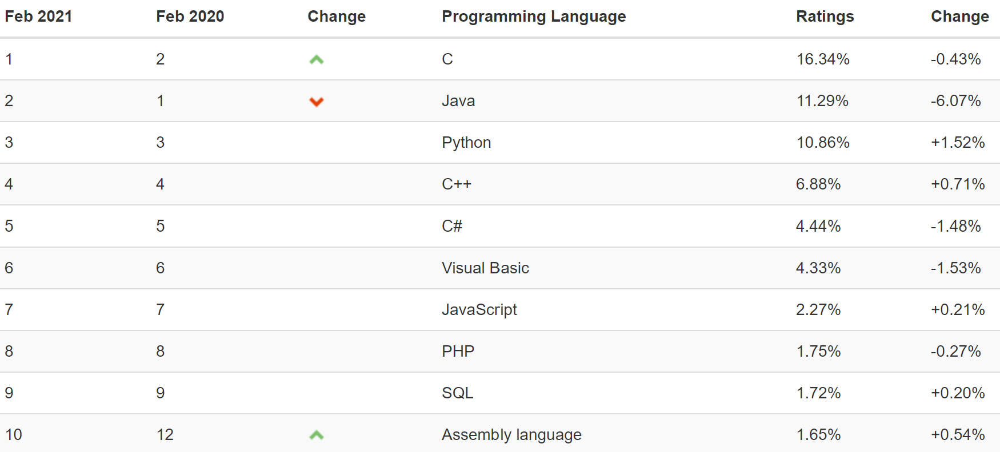 Feb 2021 Feb 2020 Change Programming Language Ratings Change
1 2 C 16.34% -0.43%
2 1 Java 11.29% -6.07%
3 3 Python 10.86% +1.52%
4 4 C++ 6.88% +0.71%
5 5 C# 4.44% -1.48%
6 6 Visual Basic 4.33% -1.53%
7 7 JavaScript 2.27% +0.21%
8 8 PHP 1.75% -0.27%
9 9 SQL 1.72% +0.20%
10 12 Assembly language 1.65% +0.54%